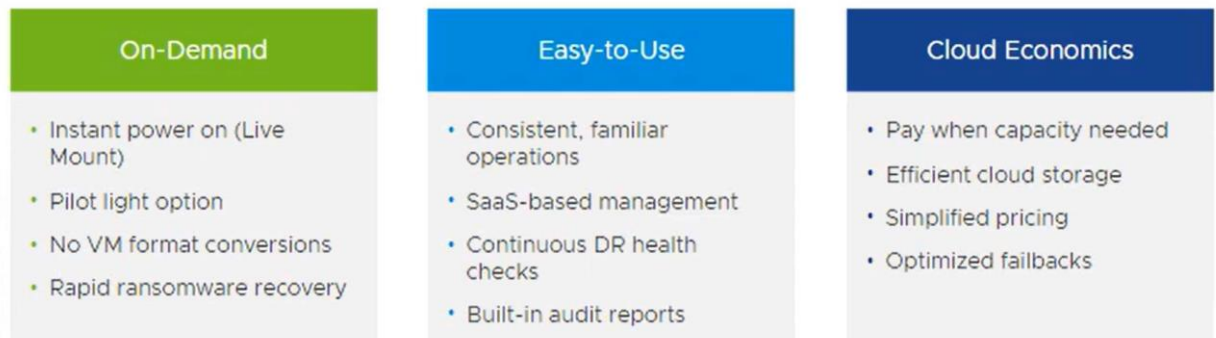 On-Demand
• Instant power on (Live
Mount)
• Pilot light option
• No VM format conversions
• Rapid ransomware recovery
Easy-to-Use
• Consistent, familiar
operations
• SaaS-based management
• Continuous DR health
checks
• Built-in audit reports
Cloud Economics
• Pay when capacity needed
• Efficient cloud storage
• Simplified pricing
• Optimized failbacks